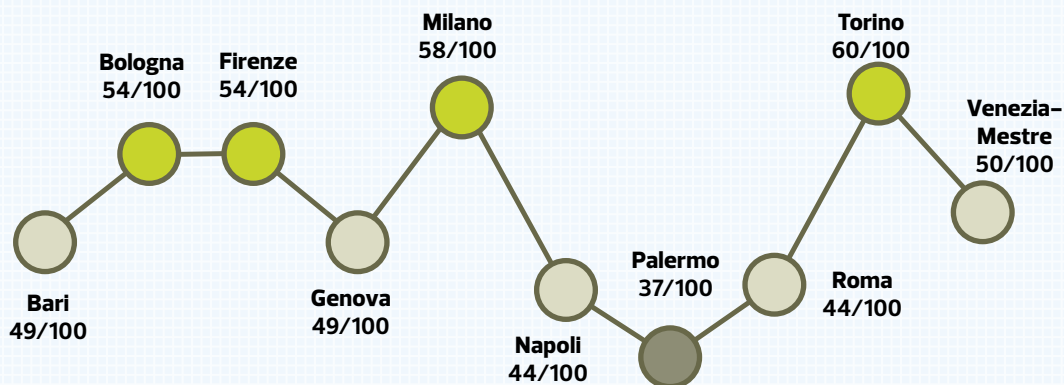 Bologna
54/100
Firenze
54/100
Milano
58/100
Torino
60/100
Venezia–
Mestre
50/100
Bari
49/100
Genova
49/100
Napoli
44/100
Palermo
37/100
Roma
44/100